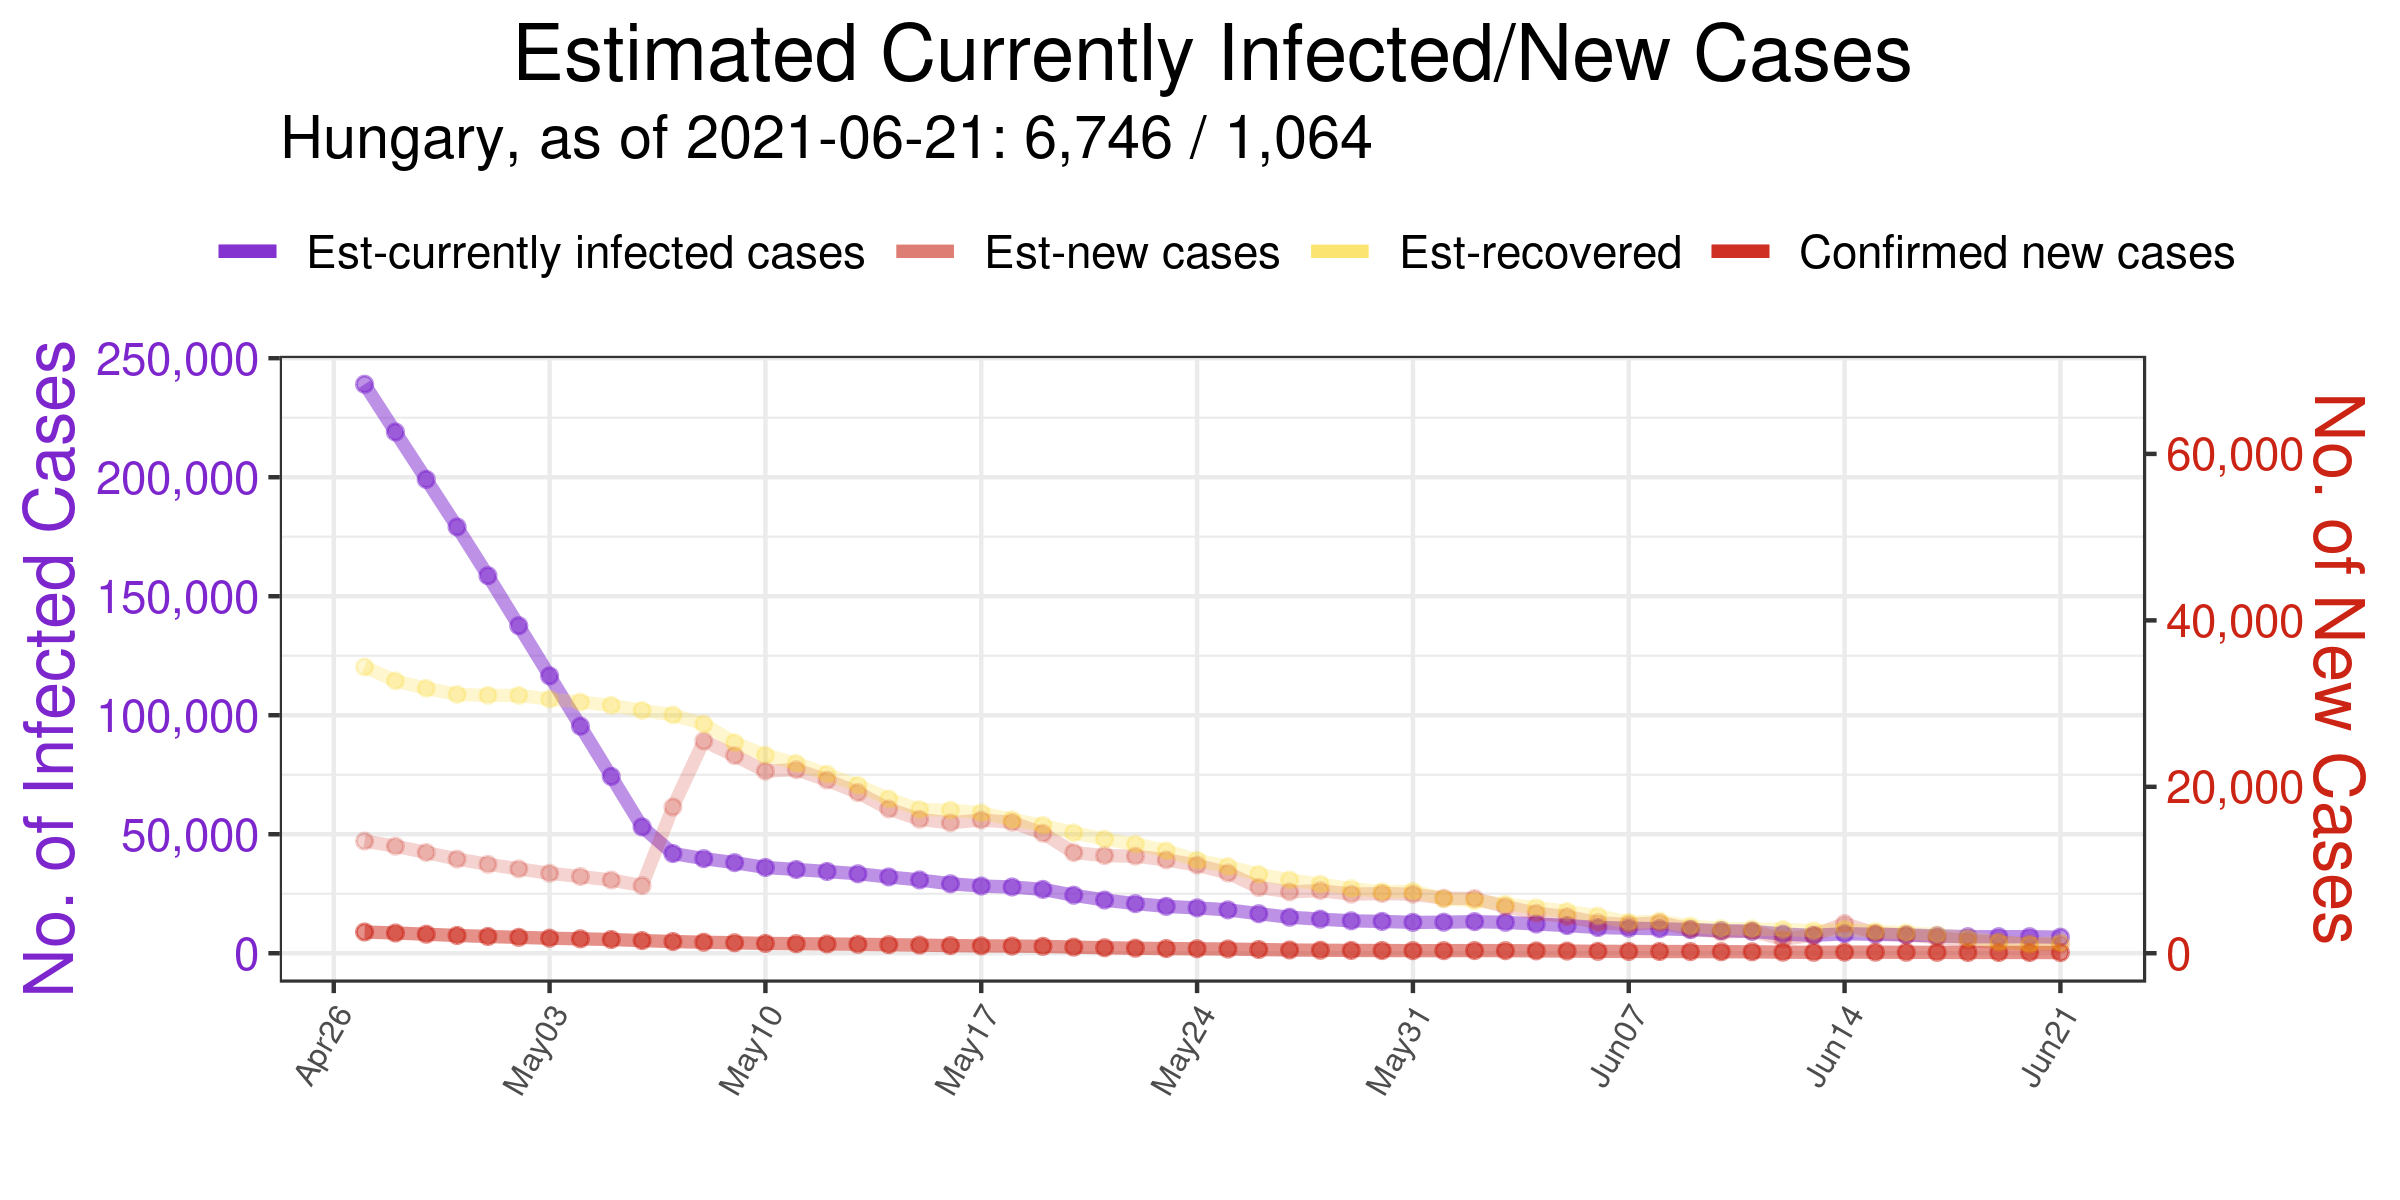 Estimated Currently Infected/New Cases
Hungary, as of 2021-06-21: 6,746 / 1,064
Est-currently infected cases Est-new cases Est-recovered Confirmed new cases
No. of Infected Cases
250,000
200,000
150,000
100,000
50,000
0
60,000
40,000
20,000
0
No. of New Cases
Apr26 May03 May10 May17 May24 May31 Jun07 Jun14 Jun21